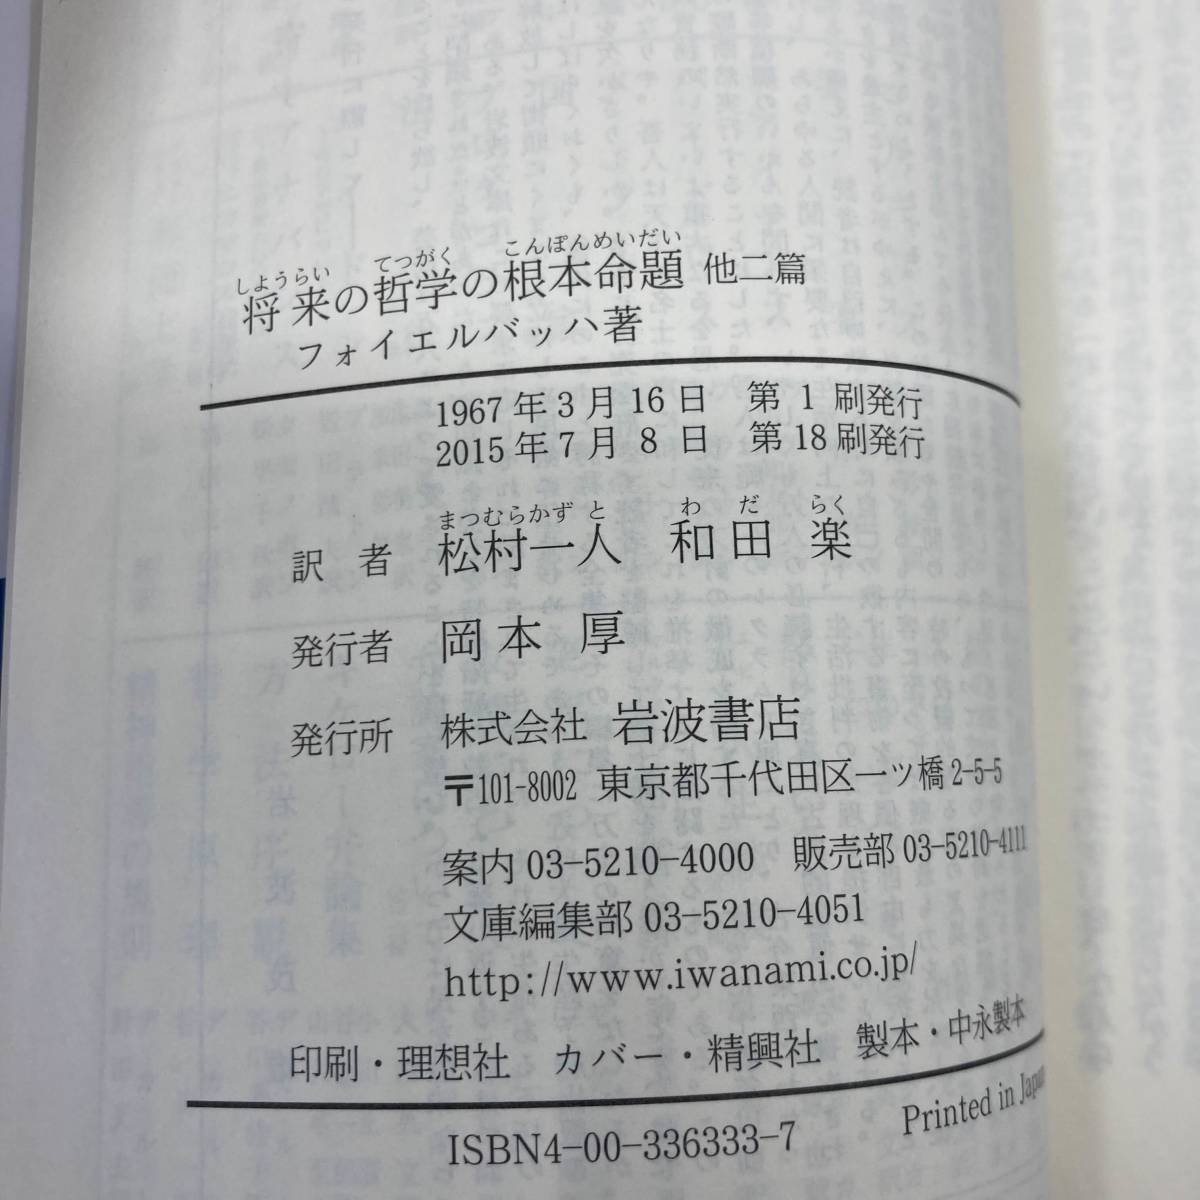 しようらい てつがく こんぽんめいだい
将来の哲学の根本命題 他二篇
フォイエルバッハ著
1967年3月16日 第1刷発行
2015年7月8日 第18刷発行
まつむらかず と わ だ らく
訳者 松村一人 和田 楽
発行者 岡本 厚
発行所 株式会社 岩波書店
〒101-8002 東京都千代田区一ツ橋2-5-5
案内 03-5210-4000 販売部 03-5210-4111
文庫編集部 03-5210-4051
http://www.iwanami.co.jp/
印刷・理想社 カバー・精興社 製本・中永製本
ISBN4-00-336333-7 Printed in Japan